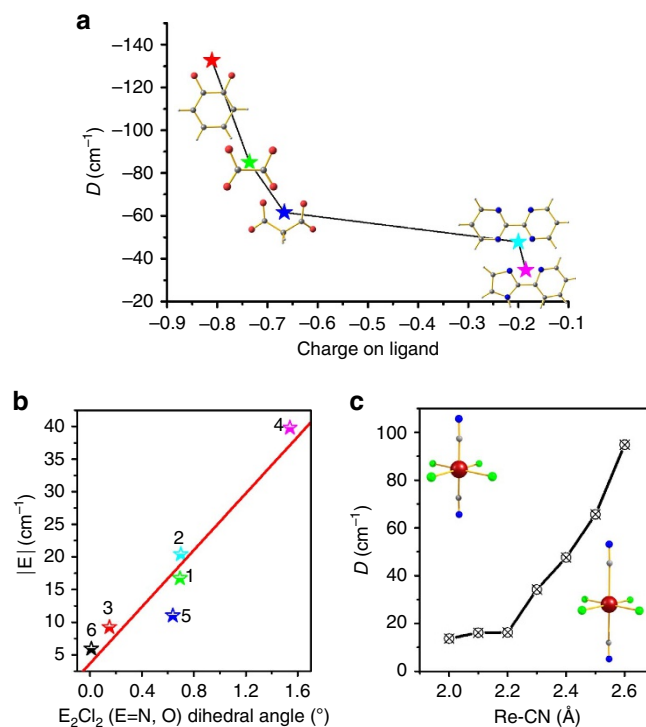 a
–140
–120
–100
–80
–60
–40
–20
D (cm⁻¹)
–0.9 –0.8 –0.7 –0.6 –0.5 –0.4 –0.3 –0.2 –0.1
Charge on ligand
b
40
35
30
25
20
15
10
5
|E| (cm⁻¹)
4
2
1
3
5
6
0.0 0.4 0.8 1.2 1.6
E₂Cl₂ (E=N, O) dihedral angle (°)
c
100
80
60
40
20
0
D (cm⁻¹)
2.0 2.2 2.4 2.6
Re-CN (Å)